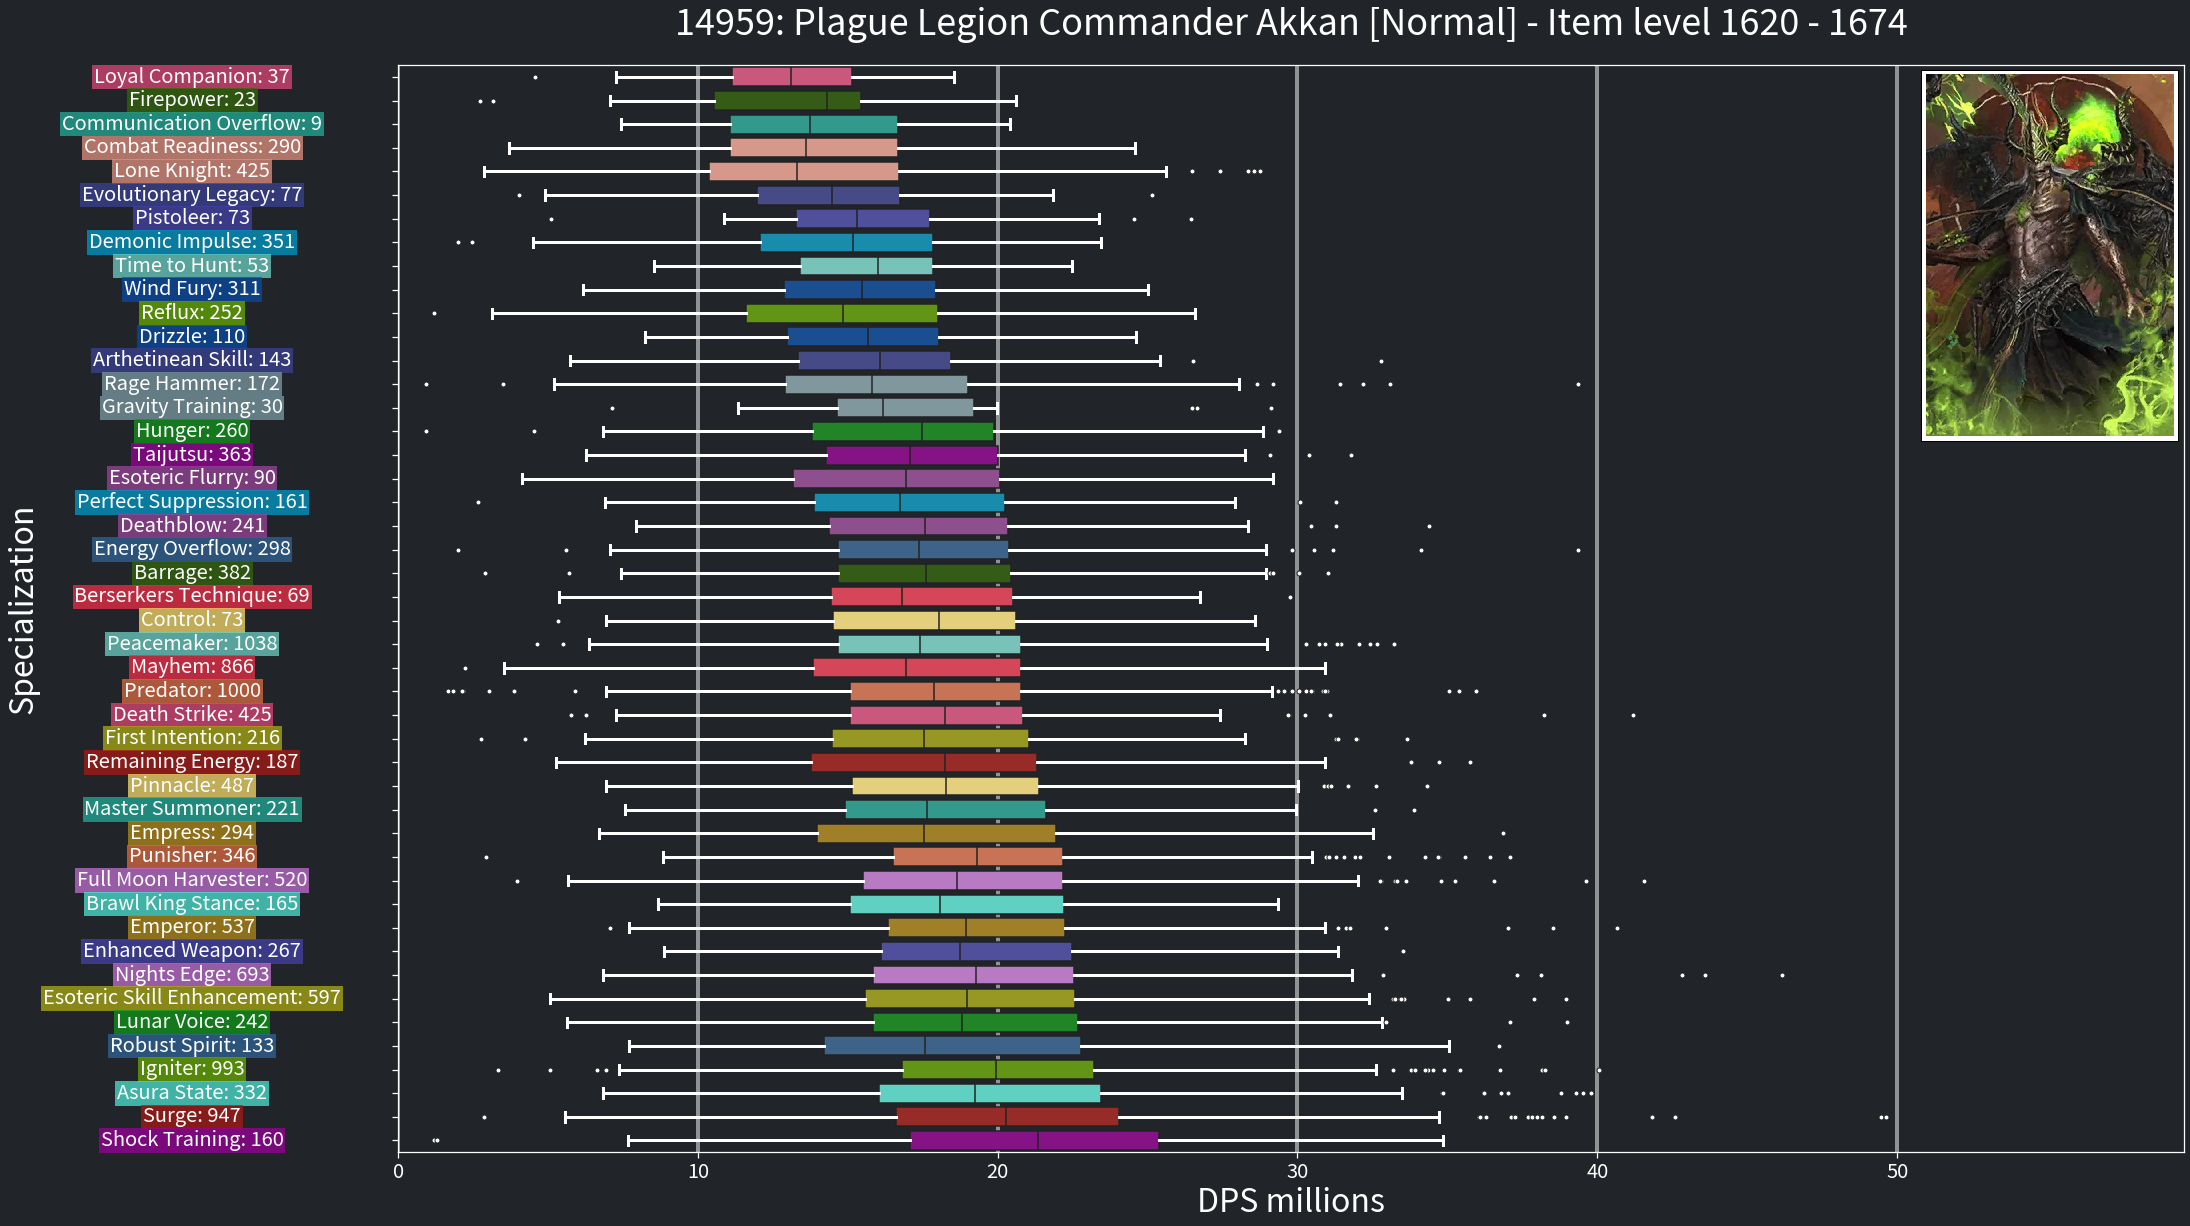 14959: Plague Legion Commander Akkan [Normal] - Item level 1620 - 1674
Specialization
Loyal Companion: 37
Firepower: 23
Communication Overflow: 9
Combat Readiness: 290
Lone Knight: 425
Evolutionary Legacy: 77
Pistoleer: 73
Demonic Impulse: 351
Time to Hunt: 53
Wind Fury: 311
Reflux: 252
Drizzle: 110
Arthetinean Skill: 143
Rage Hammer: 172
Gravity Training: 30
Hunger: 260
Taijutsu: 363
Esoteric Flurry: 90
Perfect Suppression: 161
Deathblow: 241
Energy Overflow: 298
Barrage: 382
Berserkers Technique: 69
Control: 73
Peacemaker: 1038
Mayhem: 866
Predator: 1000
Death Strike: 425
First Intention: 216
Remaining Energy: 187
Pinnacle: 487
Master Summoner: 221
Empress: 294
Punisher: 346
Full Moon Harvester: 520
Brawl King Stance: 165
Emperor: 537
Enhanced Weapon: 267
Nights Edge: 693
Esoteric Skill Enhancement: 597
Lunar Voice: 242
Robust Spirit: 133
Igniter: 993
Asura State: 332
Surge: 947
Shock Training: 160
0 10 20 30 40 50
DPS millions